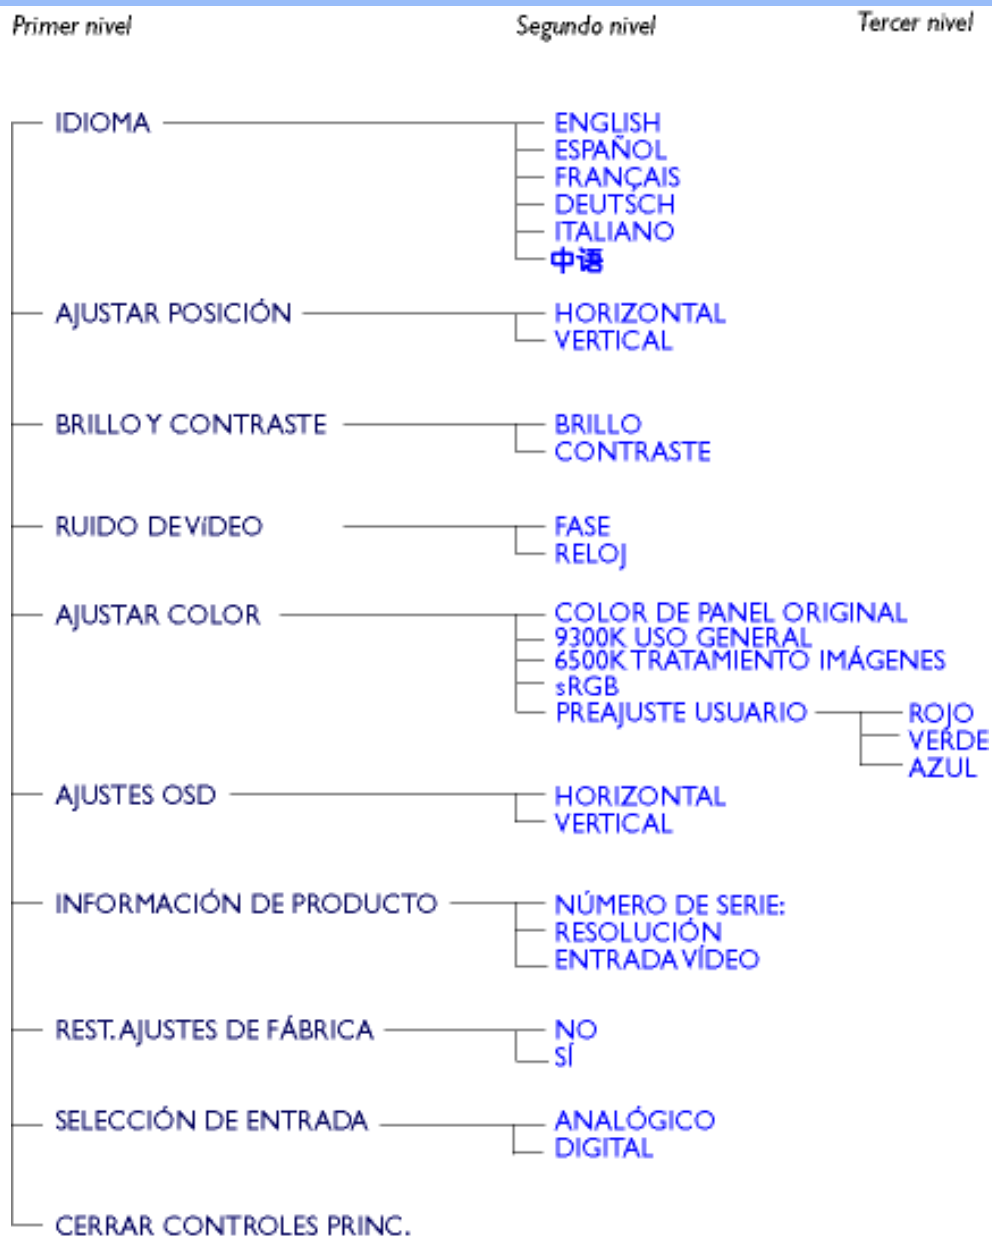 Primer nivel Segundo nivel Tercer nivel
IDIOMA ENGLISH
ESPAÑOL
FRANÇAIS
DEUTSCH
ITALIANO
中语
AJUSTAR POSICIÓN HORIZONTAL
VERTICAL
BRILLO Y CONTRASTE BRILLO
CONTRASTE
RUIDO DE VíDEO FASE
RELOJ
AJUSTAR COLOR COLOR DE PANEL ORIGINAL
9300K USO GENERAL
6500K TRATAMIENTO IMÁGENES
sRGB
PREAJUSTE USUARIO ROJO
VERDE
AZUL
AJUSTES OSD HORIZONTAL
VERTICAL
INFORMACIÓN DE PRODUCTO NÚMERO DE SERIE:
RESOLUCIÓN
ENTRADA VÍDEO
REST. AJUSTES DE FÁBRICA NO
SÍ
SELECCIÓN DE ENTRADA ANALÓGICO
DIGITAL
CERRAR CONTROLES PRINC.